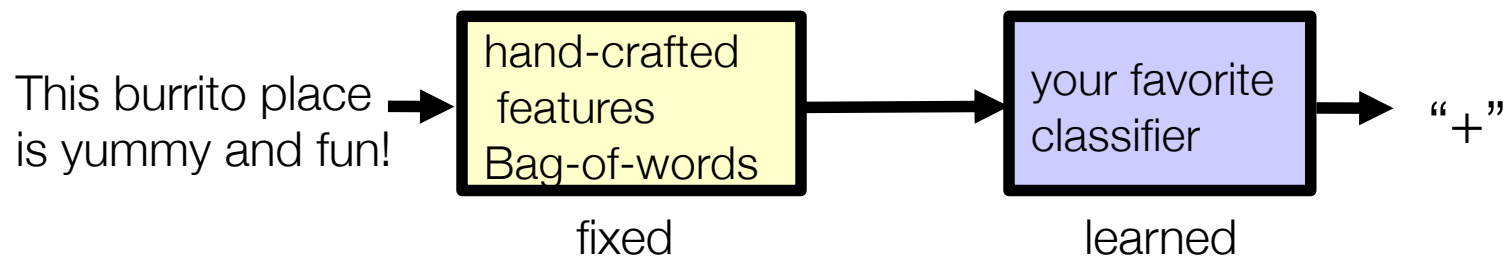 This burrito place
is yummy and fun!
hand-crafted
features
Bag-of-words
fixed
your favorite
classifier
learned
“+”